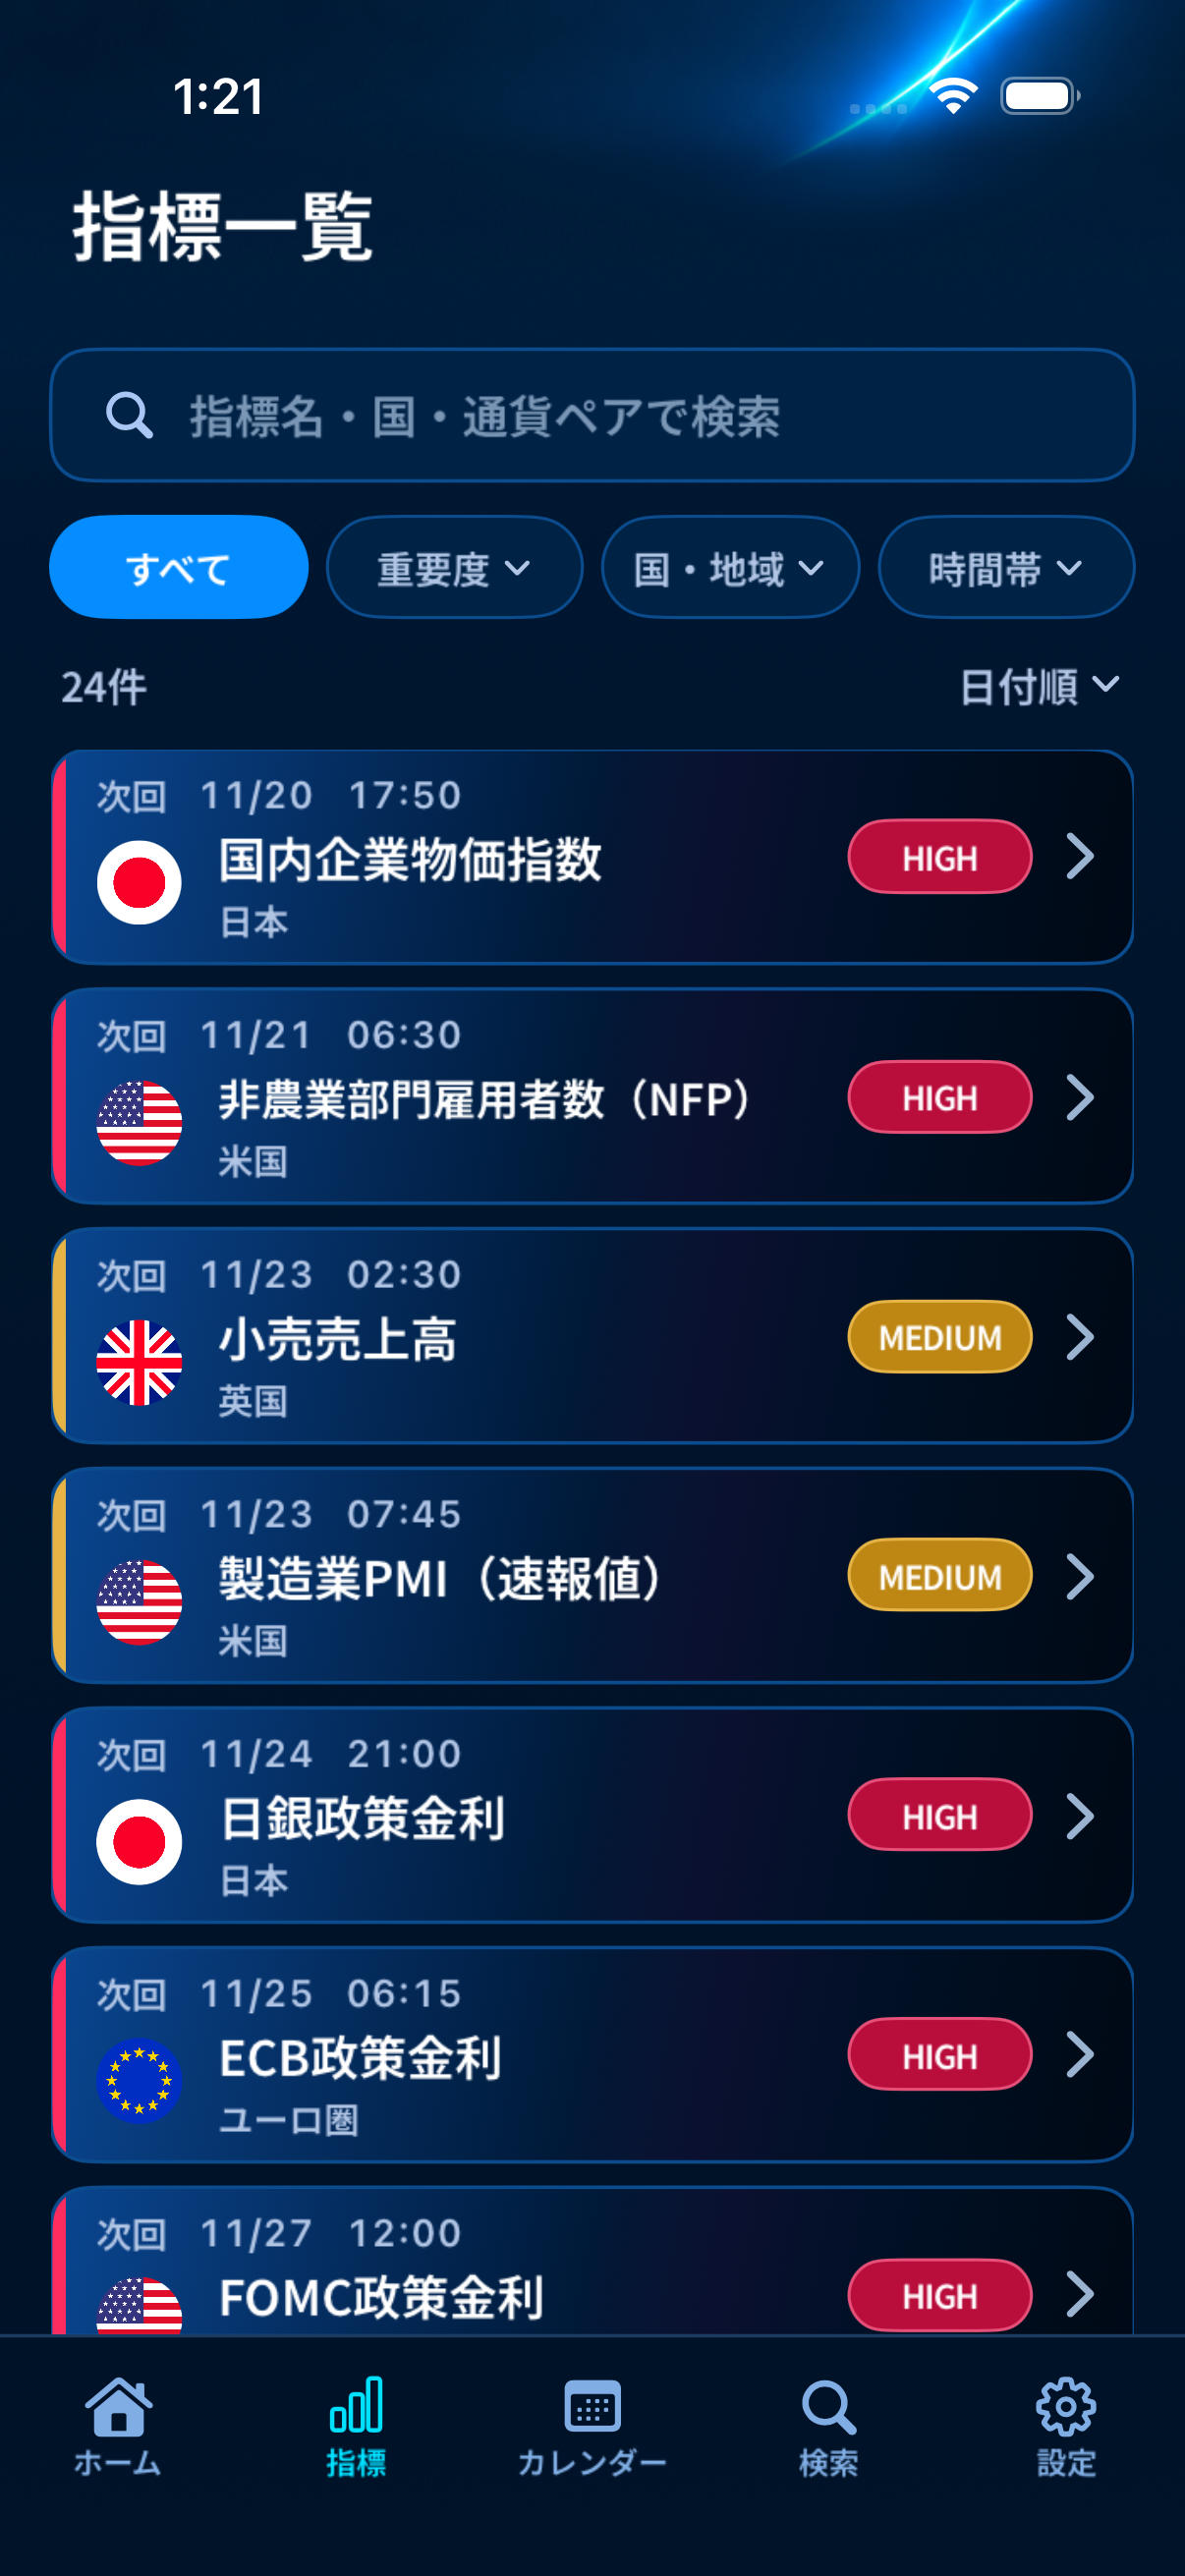 1:21
指標一覧
指標名・国・通貨ペアで検索
すべて 重要度 国・地域 時間帯
24件 日付順
次回 11/20 17:50
国内企業物価指数
HIGH
日本
次回 11/21 06:30
非農業部門雇用者数（NFP）
HIGH
米国
次回 11/23 02:30
小売売上高
MEDIUM
英国
次回 11/23 07:45
製造業PMI（速報値）
MEDIUM
米国
次回 11/24 21:00
日銀政策金利
HIGH
日本
次回 11/25 06:15
ECB政策金利
HIGH
ユーロ圏
次回 11/27 12:00
FOMC政策金利
HIGH
ホーム 指標 カレンダー 検索 設定